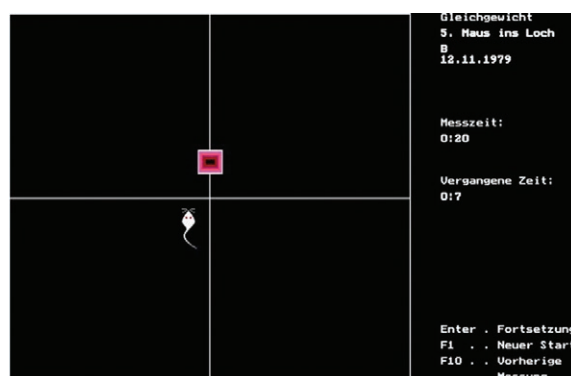 Gleichgewicht
5. Maus ins Loch
B
12.11.1979
Messzeit:
0:20
Vergangene Zeit:
0:7
Enter . Fortsetzung
F1 . . Neuer Start
F10 . . Vorherige
Messung